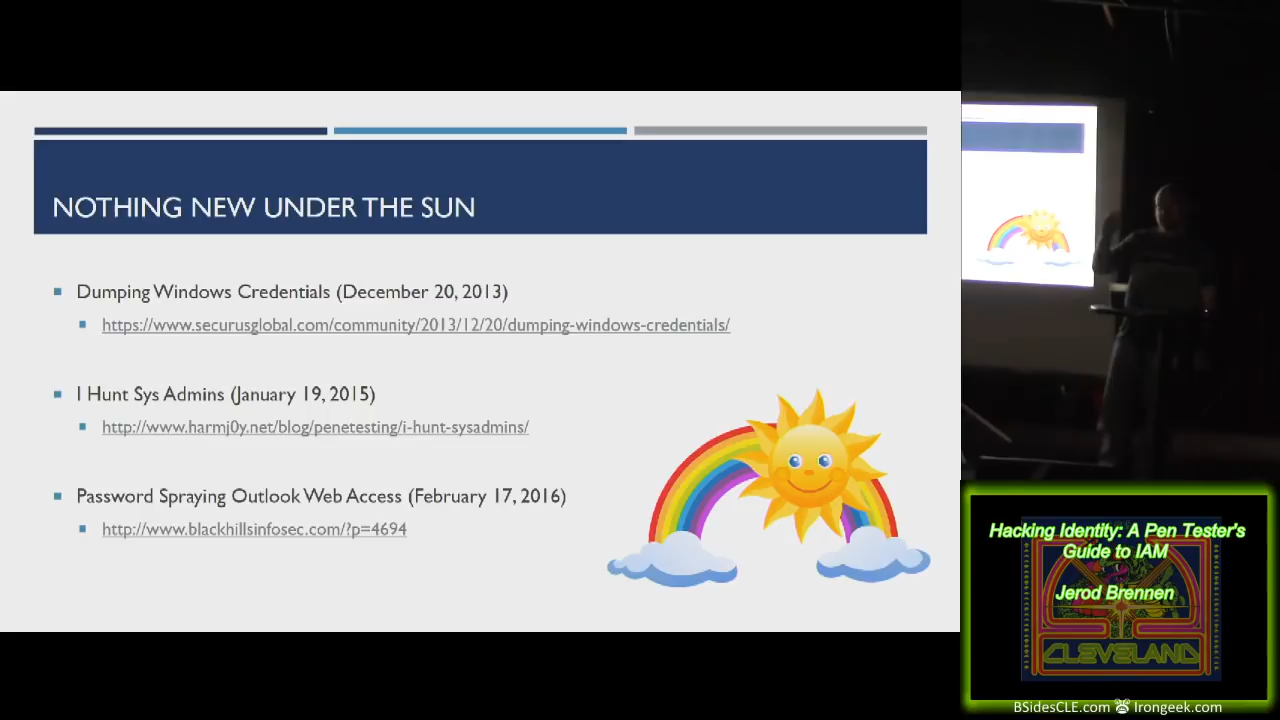 NOTHING NEW UNDER THE SUN
Dumping Windows Credentials (December 20, 2013)
https://www.securusglobal.com/community/2013/12/20/dumping-windows-credentials/
I Hunt Sys Admins (January 19, 2015)
http://www.harmj0y.net/blog/penetesting/i-hunt-sysadmins/
Password Spraying Outlook Web Access (February 17, 2016)
http://www.blackhillsinfosec.com/?p=4694
Hacking Identity: A Pen Tester's
Guide to IAM
Jerod Brennen
CLEVELAND
BSidesCLE.com Irongeek.com